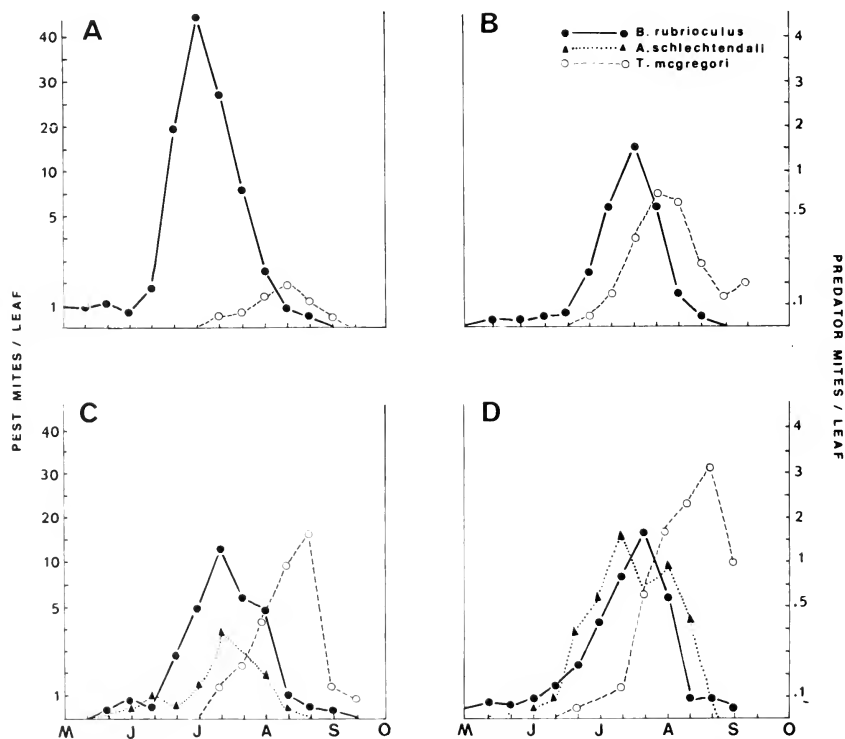 A
B
B. rubrioculus
A. schlechtendali
T. mcgregori
40
30
20
10
5
1
4
3
2
1
.5
.1
PEST MITES / LEAF
PREDATOR MITES / LEAF
C
D
40
30
20
10
5
1
4
3
2
1
.5
.1
M J J A S O
J J A S O